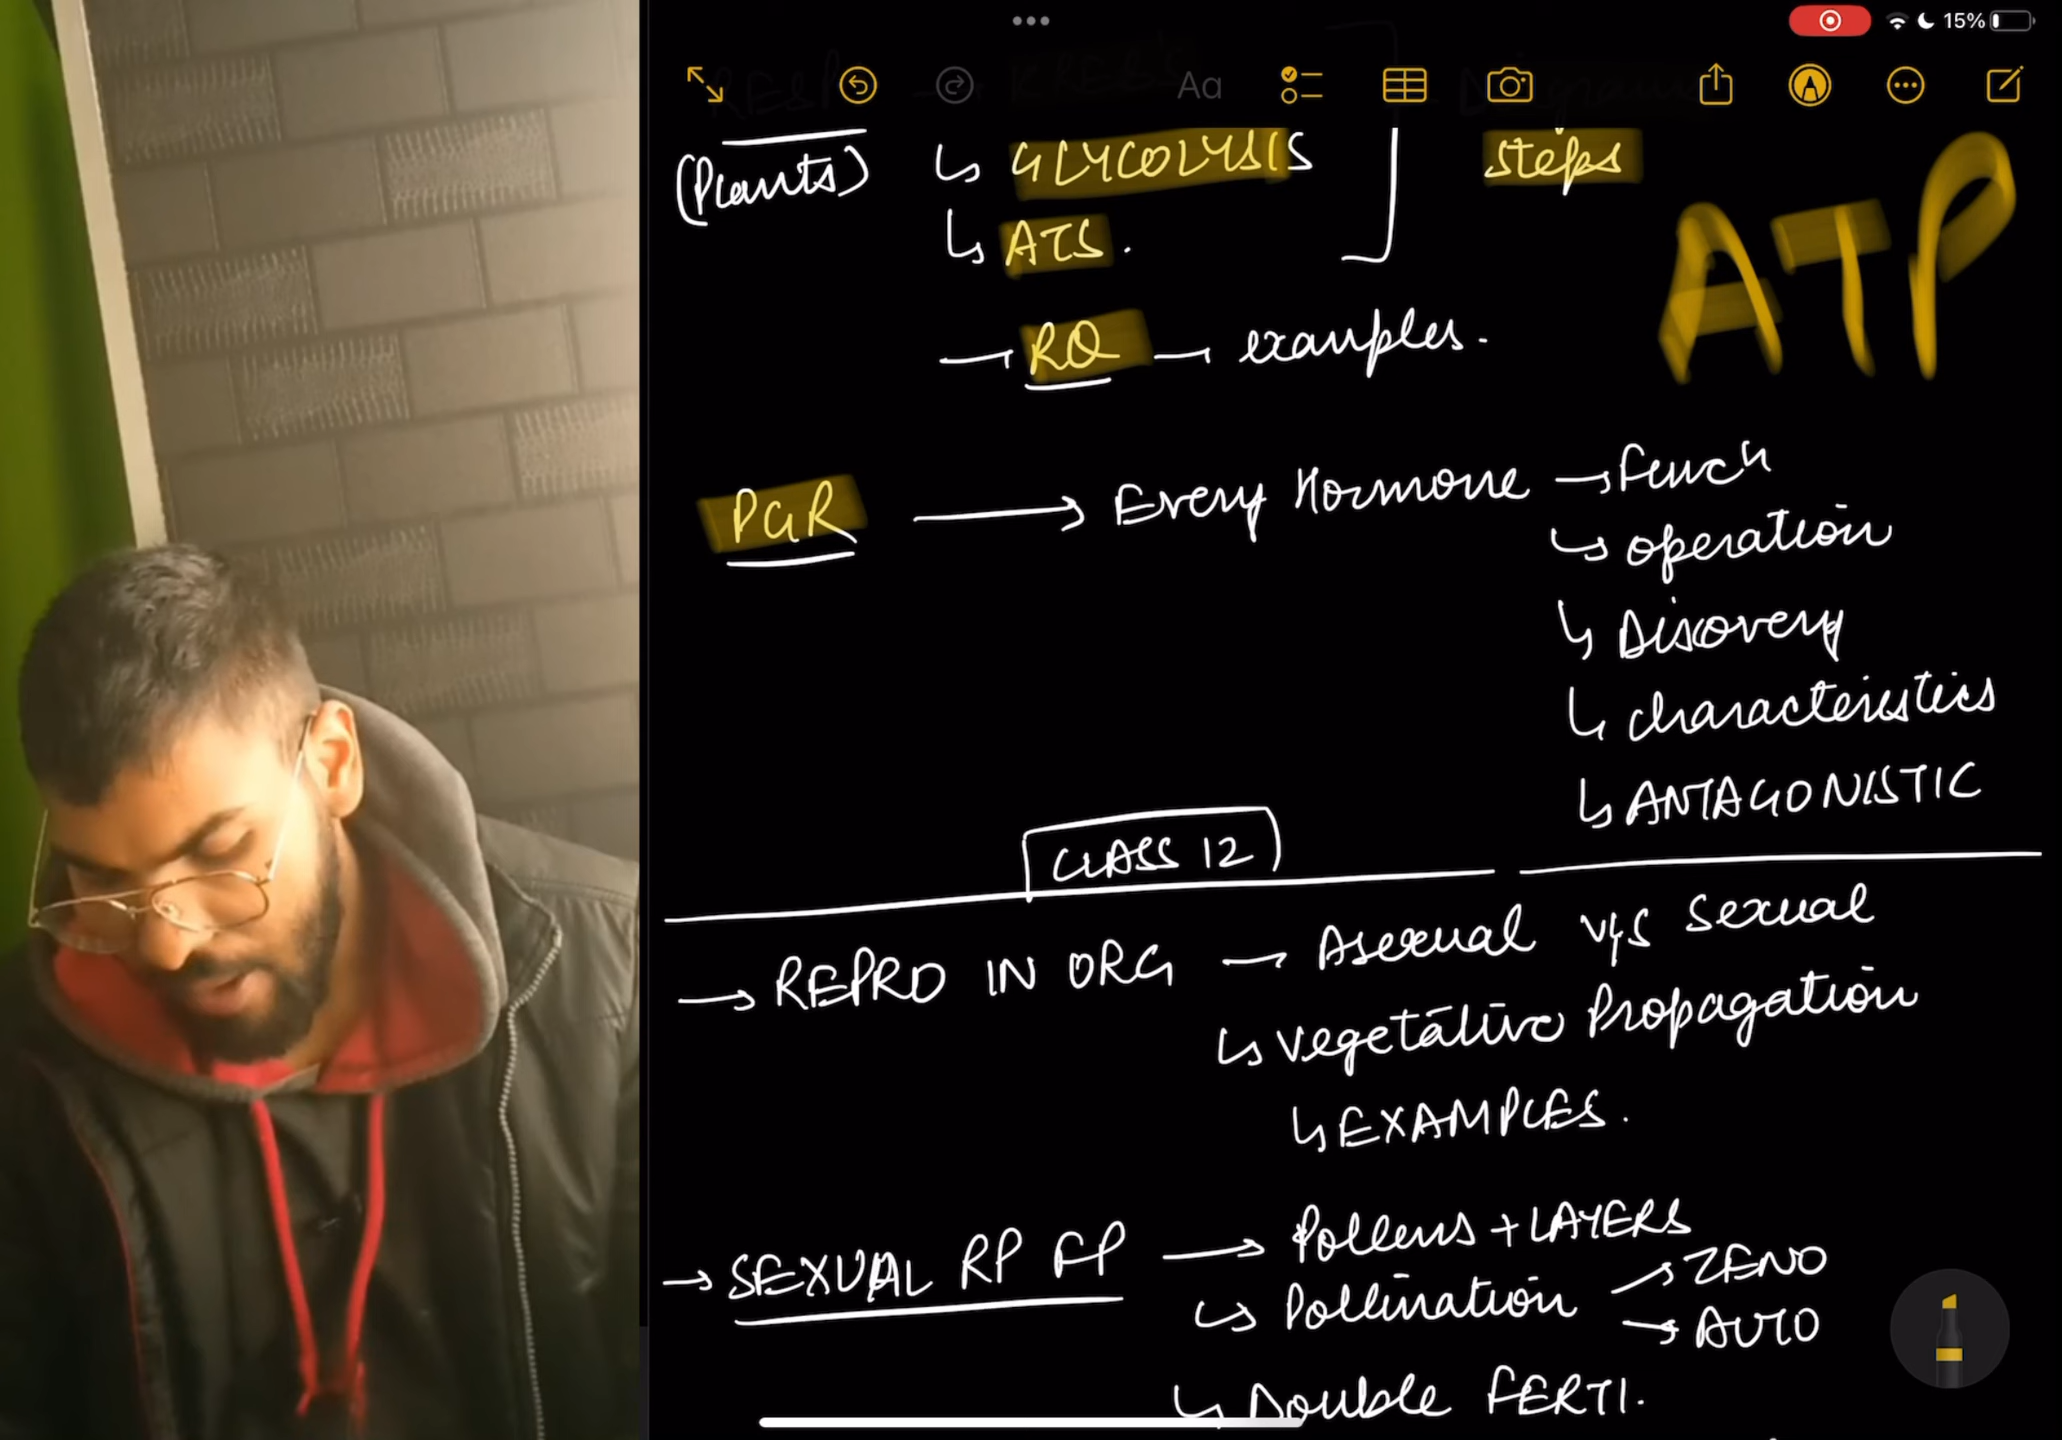 15%
Aa
(Plants) ↳ GLYCOLYSIS steps
↳ ATS.
ATP
→ RQ → examples.
PGR → Every Hormone → Funcn
↳ operation
↳ Discovery
↳ characteristics
↳ ANTAGONISTIC
CLASS 12
→ REPRO IN ORG → Asexual v/s Sexual
↳ vegetative Propagation
↳ EXAMPLES.
→ SEXUAL RP FP → Pollens + LAYERS
↳ Pollination → ZENO
→ AUTO
↳ Double FERTI.